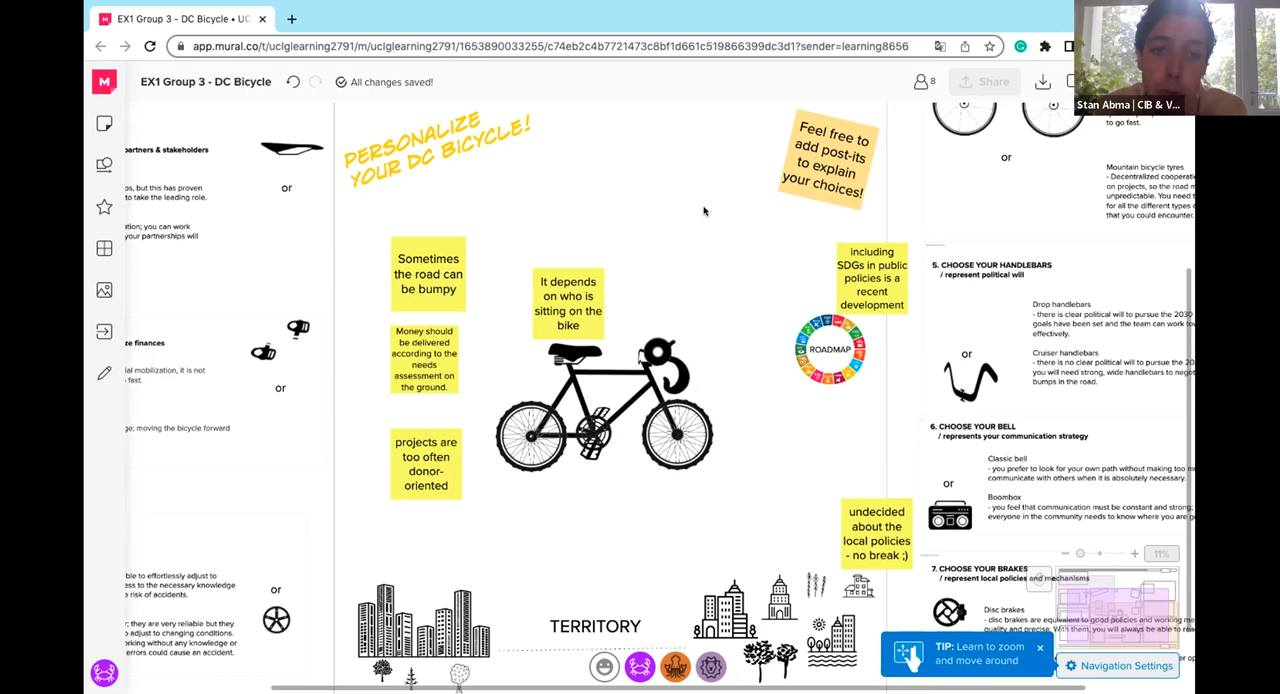 EX1 Group 3 - DC Bicycle • UC
app.mural.co/t/uclglearning2791/m/uclglearning2791/1653890033255/c74eb2c4b7721473c8bf1d661c519866399dc3d1?sender=learning8656
Stan Abma | CIB & V...
EX1 Group 3 - DC Bicycle
All changes saved!
8
Share
partners & stakeholders
or
ps, but this has proven
to take the leading role.
tion; you can work
your partnerships will
ze finances
ial mobilization, it is not
fast.
or
ge; moving the bicycle forward
ble to effortlessly adjust to
ess to the necessary knowledge
e risk of accidents.
or
r; they are very reliable but they
o adjust to changing conditions.
orking without any knowledge or
errors could cause an accident.
PERSONALIZE
YOUR DC BICYCLE!
Feel free to
add post-its
to explain
your choices!
Sometimes
the road can
be bumpy
It depends
on who is
sitting on the
bike
Money should
be delivered
according to the
needs
assessment on
the ground.
projects are
too often
donor-
oriented
including
SDGs in public
policies is a
recent
development
ROADMAP
undecided
about the
local policies
- no break ;)
TERRITORY
to go fast.
or
Mountain bicycle tyres
- Decentralized cooperati
on projects, so the road m
unpredictable. You need t
for all the different types o
that you could encounter.
5. CHOOSE YOUR HANDLEBARS
/ represent political will
Drop handlebars
- there is clear political will to pursue the 2030
goals have been set and the team can work to
effectively.
or
Cruiser handlebars
- there is no clear political will to pursue the 20
you will need strong, wide handlebars to nego
bumps in the road.
6. CHOOSE YOUR BELL
/ represents your communication strategy
Classic bell
- you prefer to look for your own path without making too m
communicate with others when it is absolutely necessary.
or
Boombox
- you feel that communication must be constant and strong;
everyone in the community needs to know where you are g
11%
7. CHOOSE YOUR BRAKES
/ represent local policies and mechanisms
Disc brakes
- disc brakes are equivalent to good policies and working me
quality and precise. With them, you will always be able to rea
TIP: Learn to zoom
and move around
Navigation Settings